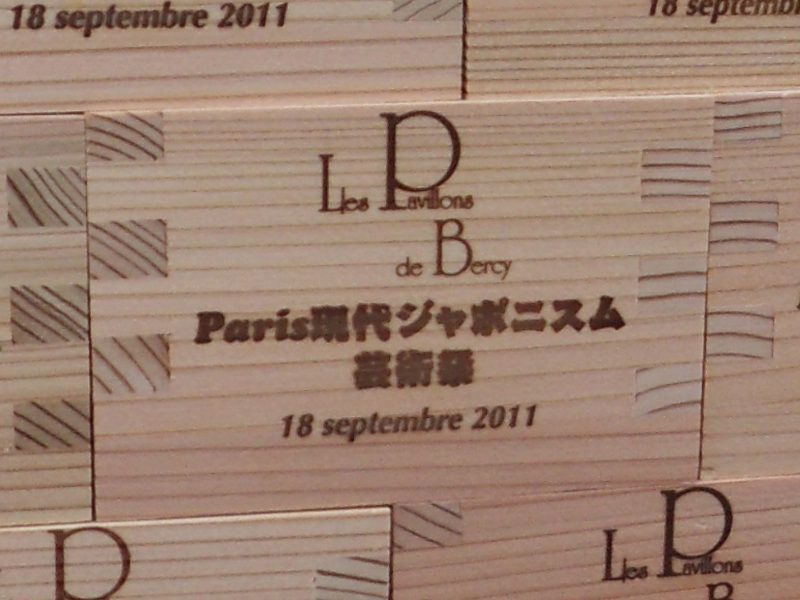 18 septembre 2011
18 septemb
Les Pavillons
de Bercy
Paris現代ジャポニスム
芸術祭
18 septembre 2011
Les Pavillons
P
B